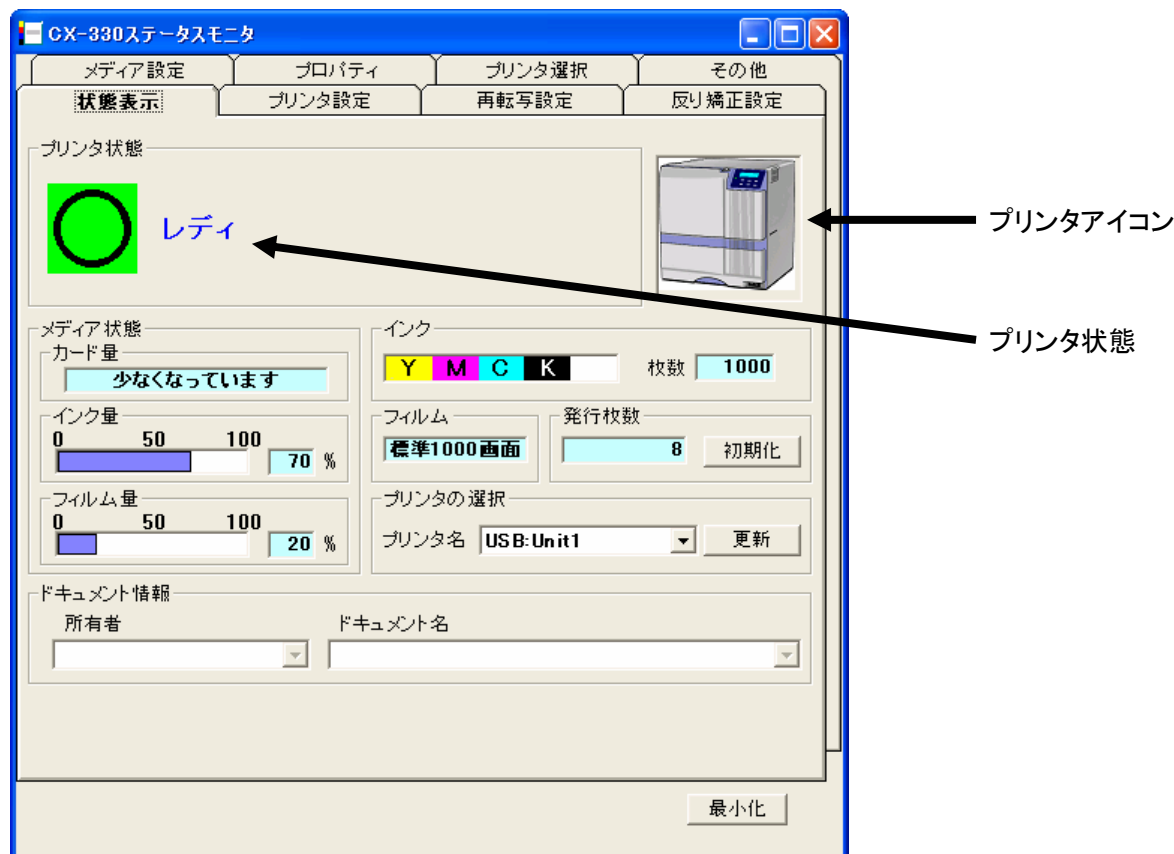 CX-330ステータスモニタ
メディア設定 プロパティ プリンタ選択 その他
状態表示 プリンタ設定 再転写設定 反り矯正設定
プリンタ状態
レディ
プリンタアイコン
プリンタ状態
メディア状態
カード量
少なくなっています
インク
Y M C K 枚数 1000
インク量
0 50 100
70 %
フィルム
標準1000画面
発行枚数
8 初期化
フィルム量
0 50 100
20 %
プリンタの選択
プリンタ名 USB:Unit1 更新
ドキュメント情報
所有者 ドキュメント名
最小化